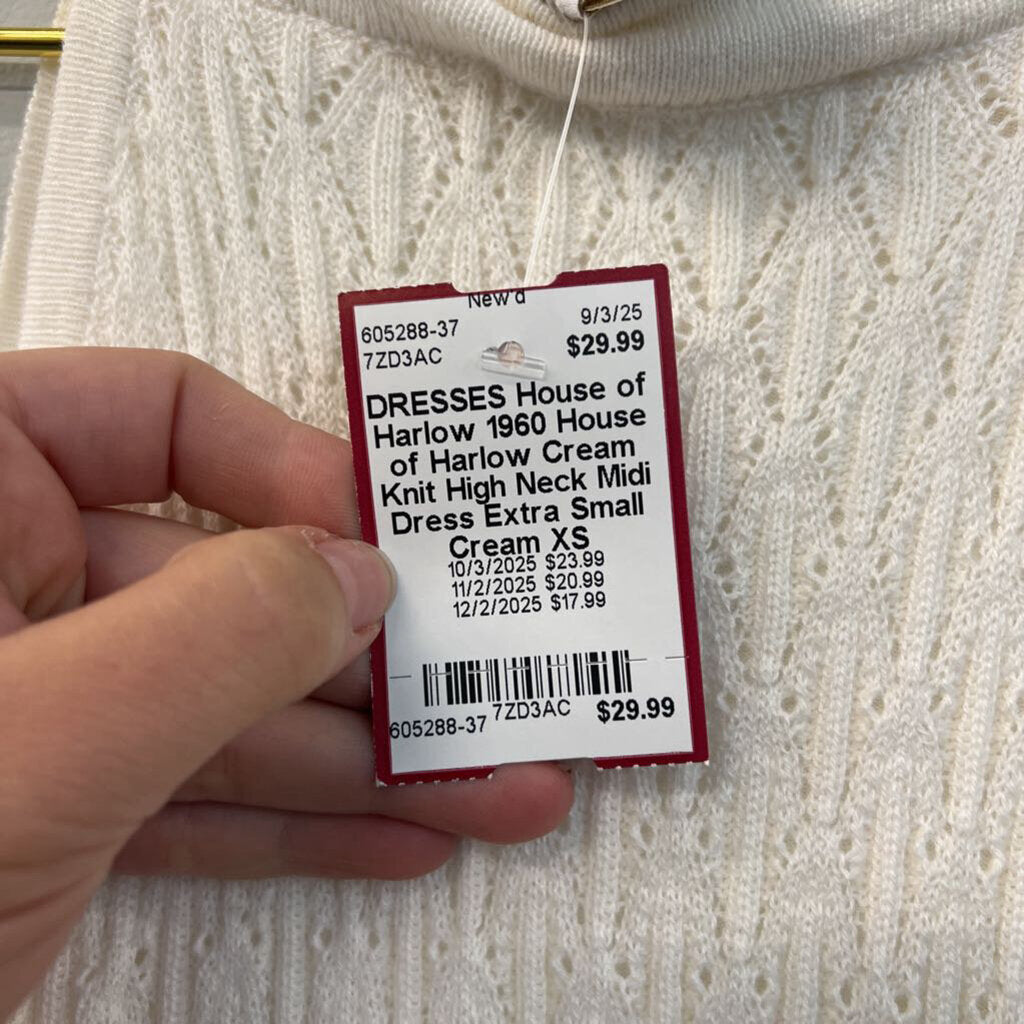 New'd
605288-37
9/3/25
7ZD3AC
$29.99
DRESSES House of
Harlow 1960 House
of Harlow Cream
Knit High Neck Midi
Dress Extra Small
Cream XS
10/3/2025 $23.99
11/2/2025 $20.99
12/2/2025 $17.99
605288-37 7ZD3AC $29.99